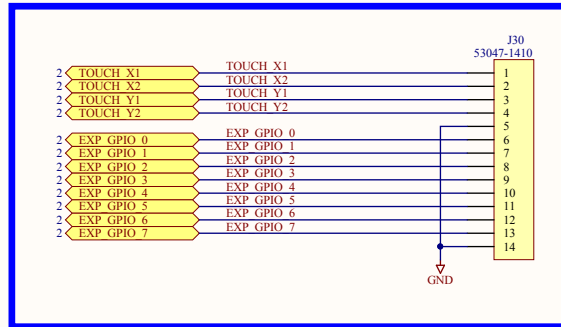 J30
53047-1410
2 TOUCH_X1 TOUCH_X1 1
2 TOUCH_X2 TOUCH_X2 2
2 TOUCH_Y1 TOUCH_Y1 3
2 TOUCH_Y2 TOUCH_Y2 4
5
2 EXP_GPIO_0 EXP_GPIO_0 6
2 EXP_GPIO_1 EXP_GPIO_1 7
2 EXP_GPIO_2 EXP_GPIO_2 8
2 EXP_GPIO_3 EXP_GPIO_3 9
2 EXP_GPIO_4 EXP_GPIO_4 10
2 EXP_GPIO_5 EXP_GPIO_5 11
2 EXP_GPIO_6 EXP_GPIO_6 12
2 EXP_GPIO_7 EXP_GPIO_7 13
14
GND